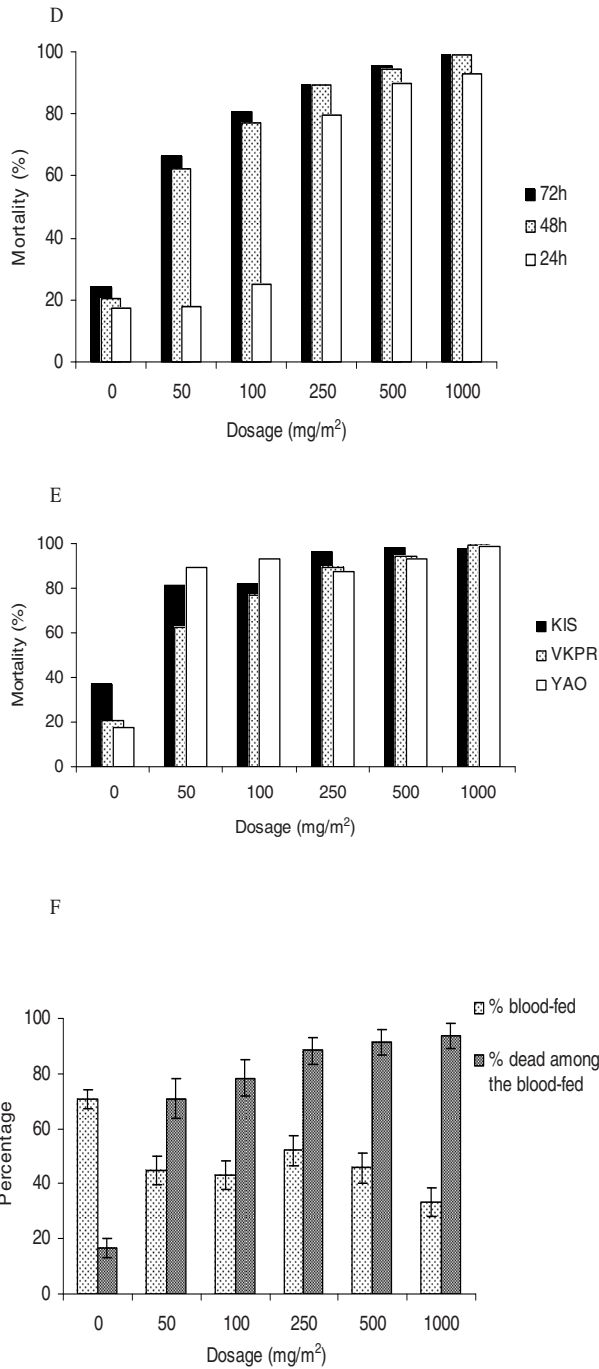 D
100
80
60
40
20
0
Mortality (%)
0 50 100 250 500 1000
Dosage (mg/m²)
72h
48h
24h
E
100
80
60
40
20
0
Mortality (%)
0 50 100 250 500 1000
Dosage (mg/m²)
KIS
VKPR
YAO
F
100
80
60
40
20
0
Percentage
0 50 100 250 500 1000
Dosage (mg/m²)
% blood-fed
% dead among
the blood-fed